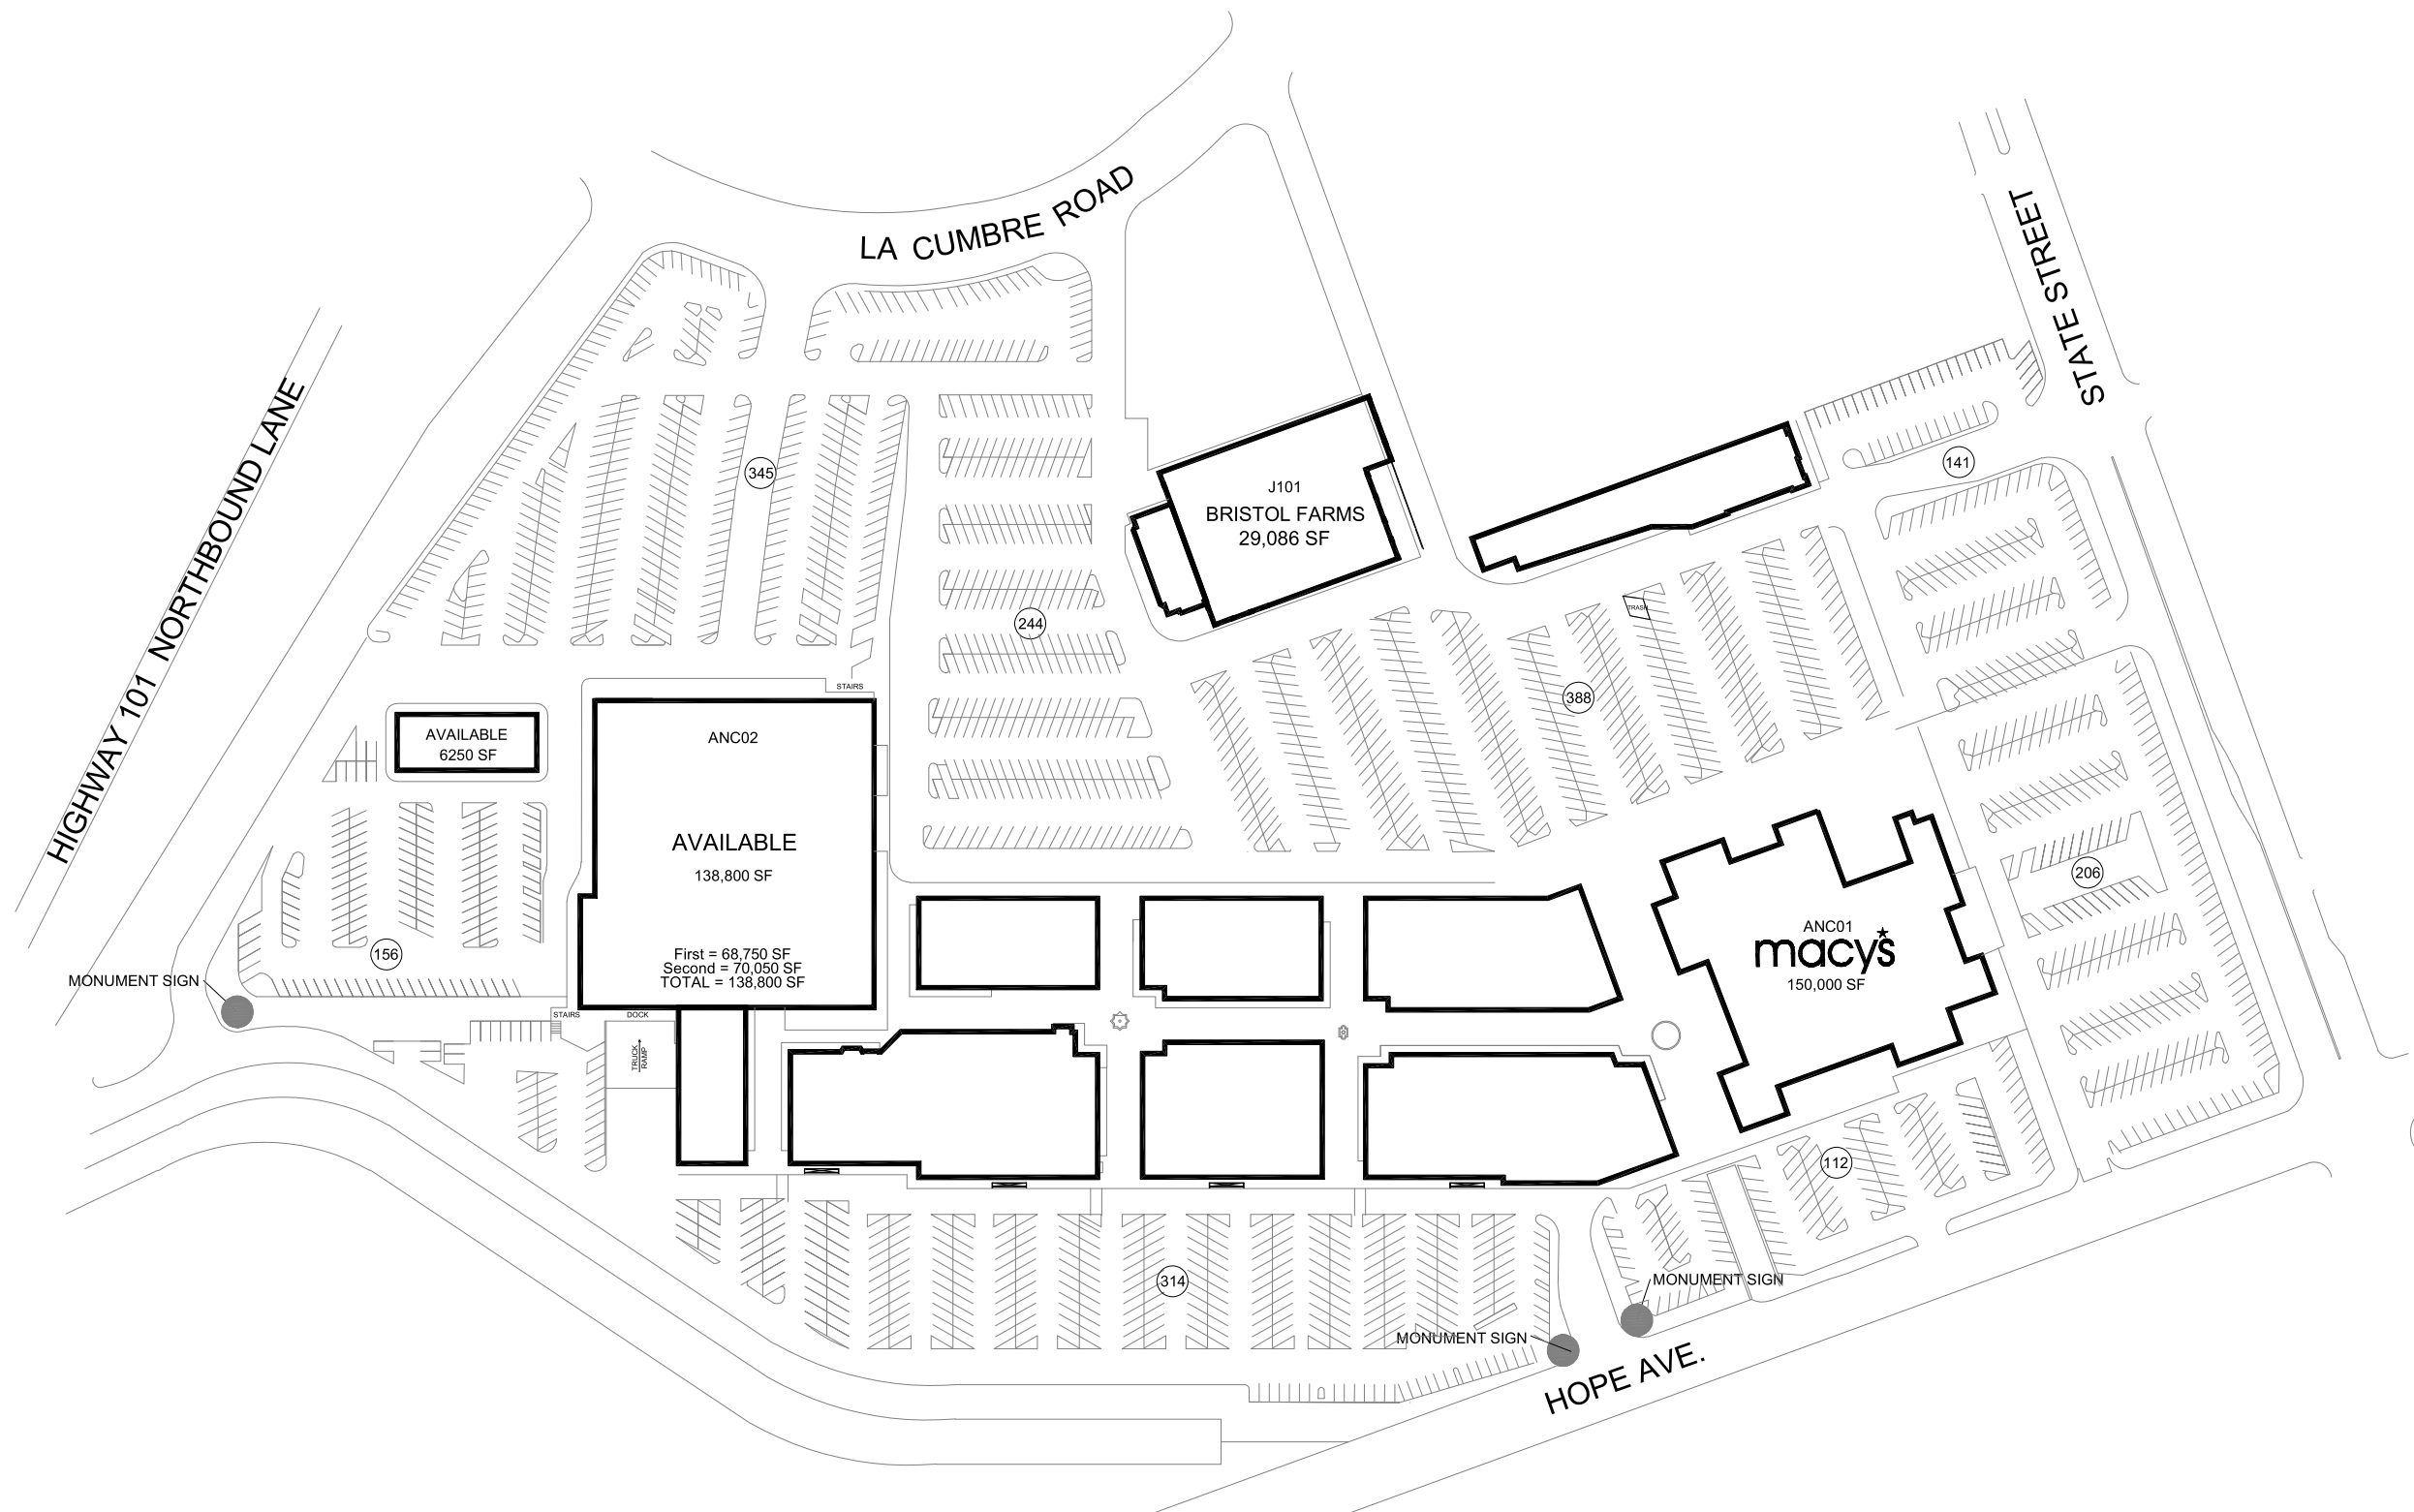 LA CUMBRE ROAD
STATE STREET
HIGHWAY 101 NORTHBOUND LANE
345
141
J101
BRISTOL FARMS
29,086 SF
244
TRASH
388
STAIRS
AVAILABLE
6250 SF
ANC02
AVAILABLE
138,800 SF
First = 68,750 SF
Second = 70,050 SF
TOTAL = 138,800 SF
206
ANC01
macy's
150,000 SF
156
MONUMENT SIGN
STAIRS
DOCK
TRUCK
RAMP
112
314
MONUMENT SIGN
MONUMENT SIGN
HOPE AVE.